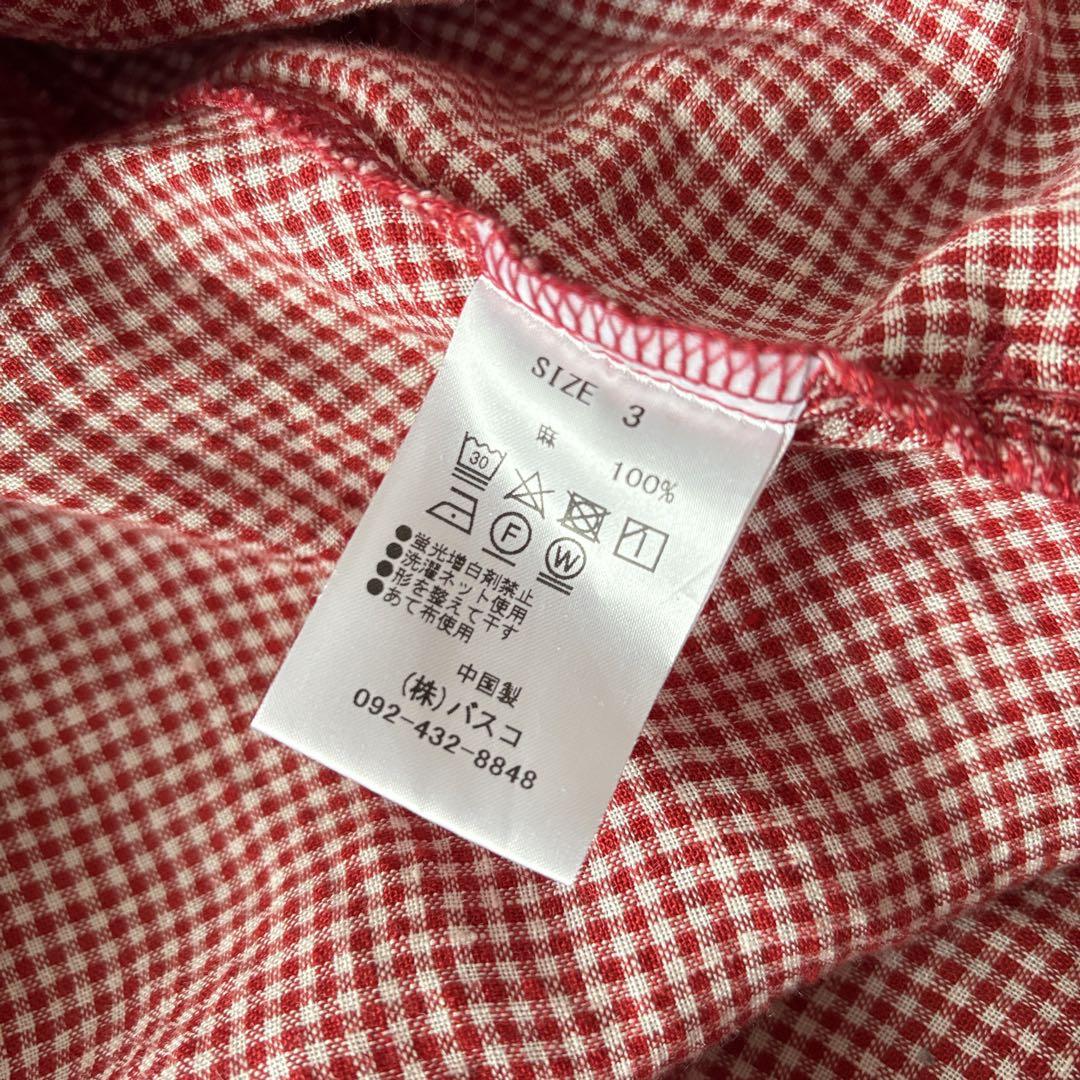 SIZE 3
麻 100%
30
F W
●蛍光増白剤禁止
●洗濯ネット使用
●形を整えて干す
●あて布使用
中国製
(株)バスコ
092-432-8848